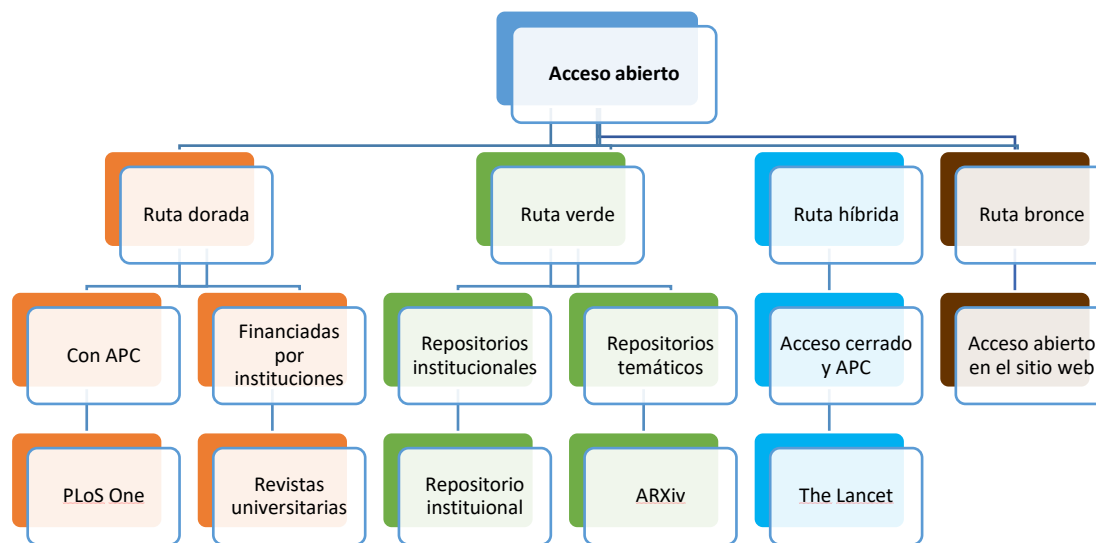 Acceso abierto
Ruta dorada
Ruta verde
Ruta híbrida
Ruta bronce
Con APC
Financiadas
por
instituciones
Repositorios
institucionales
Repositorios
temáticos
Acceso cerrado
y APC
Acceso abierto
en el sitio web
PLoS One
Revistas
universitarias
Repositorio
instituional
ARXiv
The Lancet